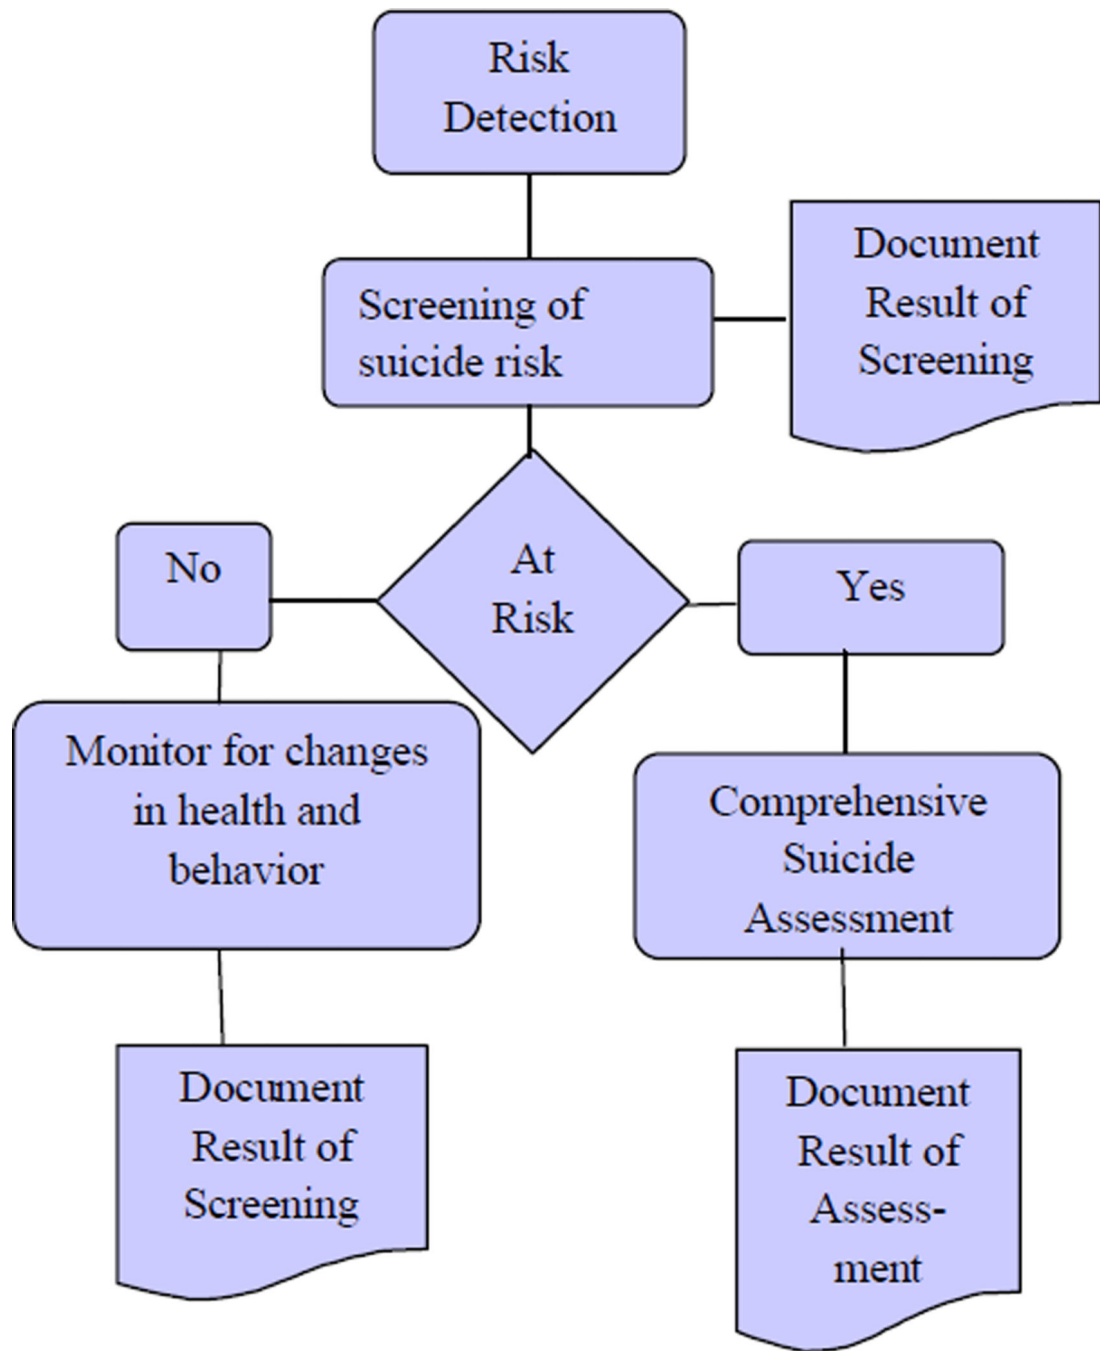 Risk
Detection
Screening of
suicide risk
Document
Result of
Screening
At
Risk
No
Yes
Monitor for changes
in health and
behavior
Comprehensive
Suicide
Assessment
Document
Result of
Screening
Document
Result of
Assess-
ment